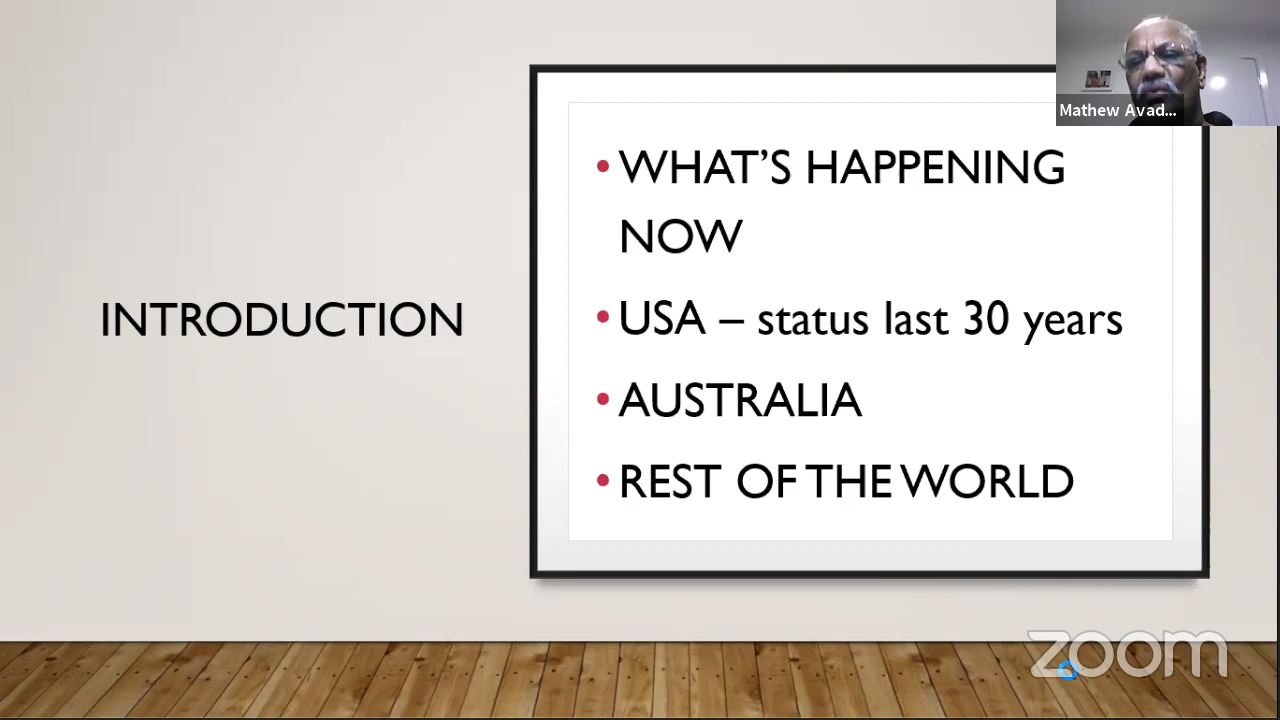 Mathew Avad...
• WHAT'S HAPPENING
NOW
INTRODUCTION
• USA – status last 30 years
• AUSTRALIA
• REST OF THE WORLD
zoom